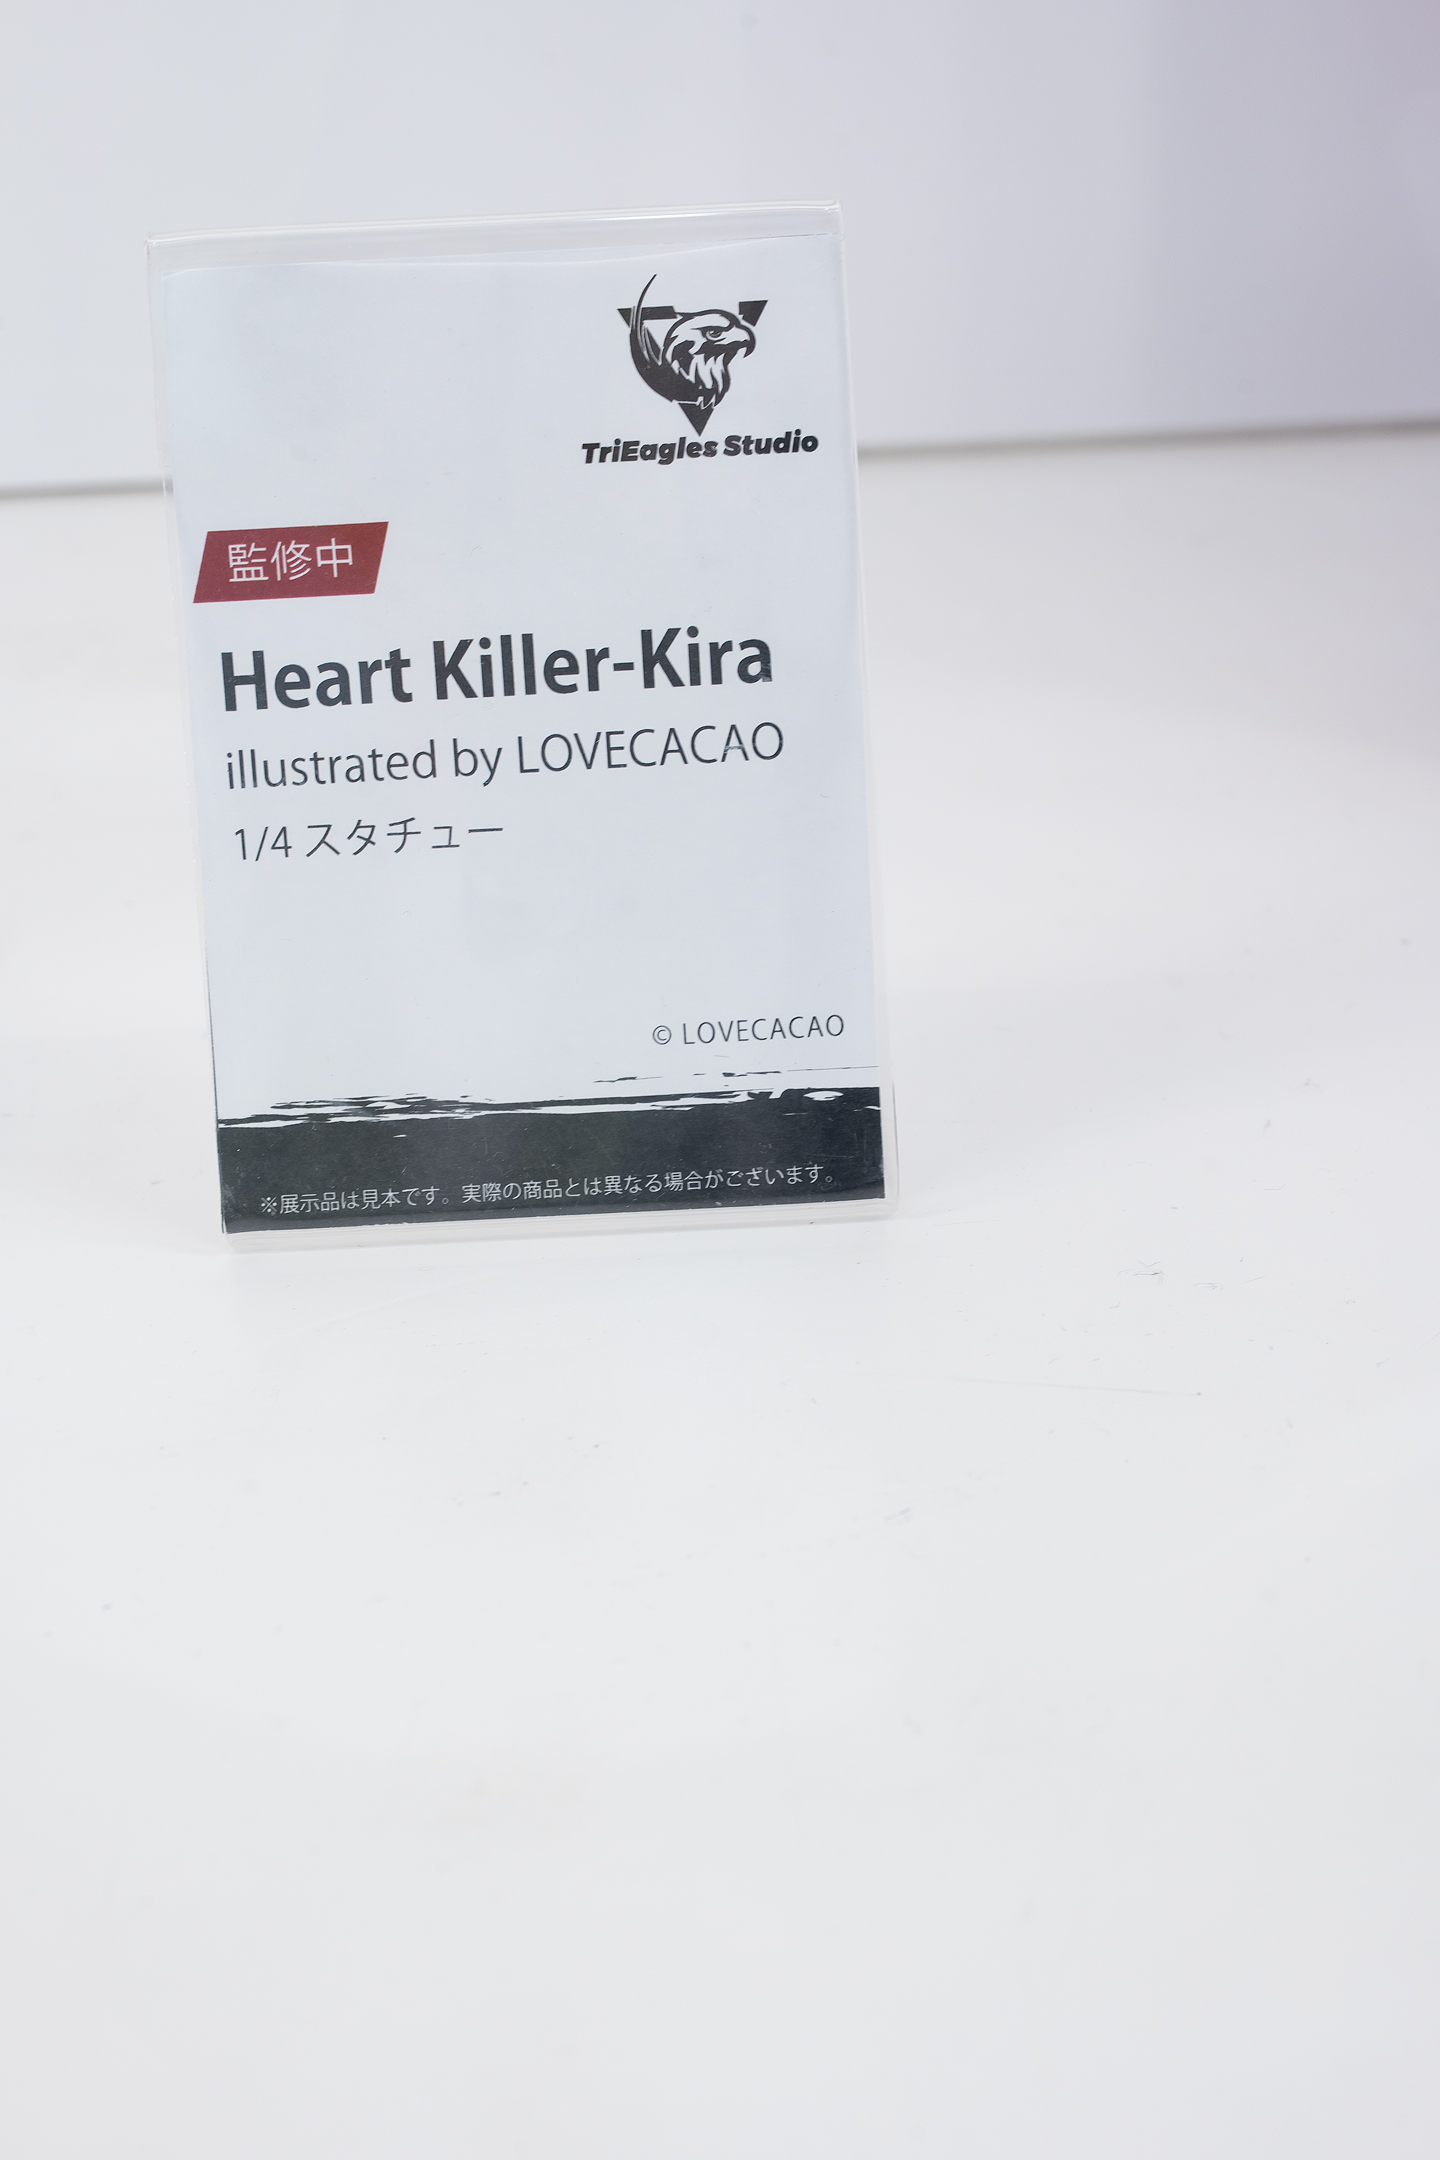 TriEagles Studio
監修中
Heart Killer-Kira
illustrated by LOVECACAO
1/4 スタチュー
© LOVECACAO
※展示品は見本です。実際の商品とは異なる場合がございます。